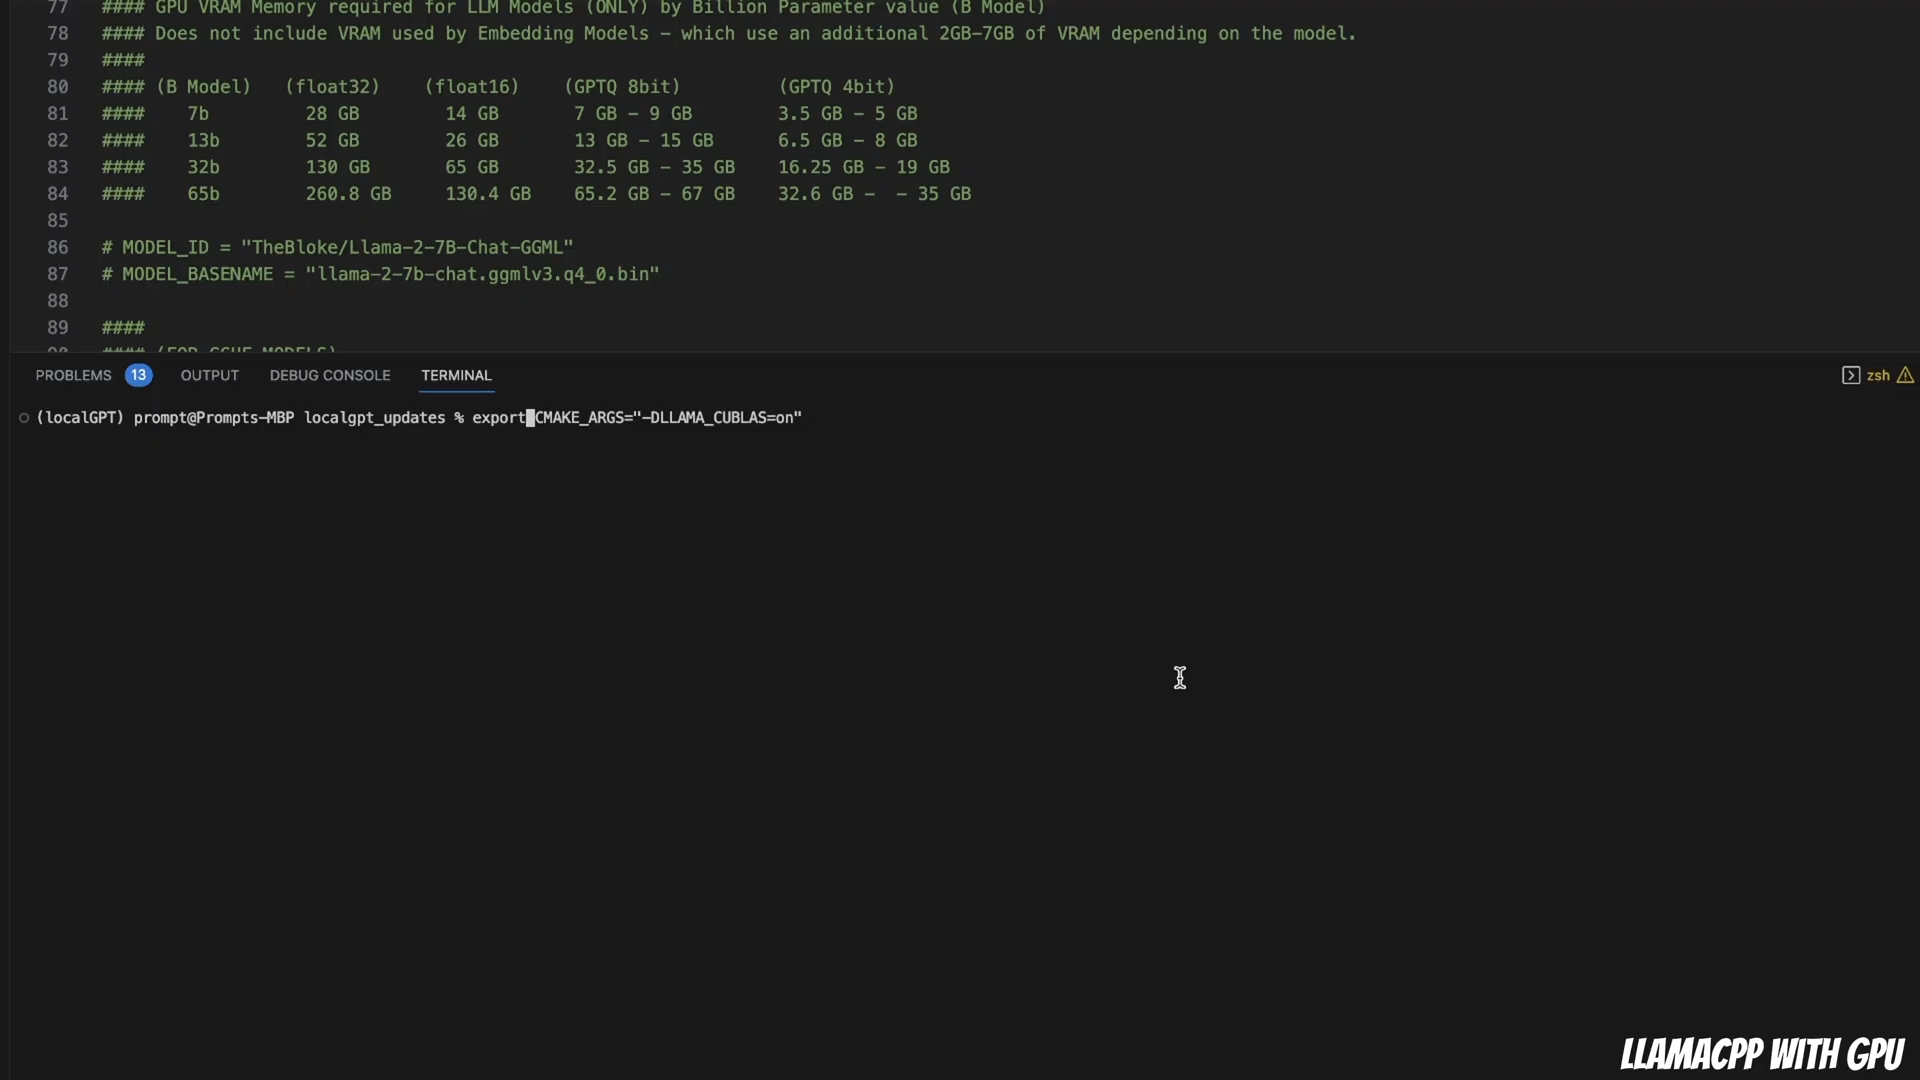 77 #### GPU VRAM Memory required for LLM Models (ONLY) by Billion Parameter value (B Model)
78 #### Does not include VRAM used by Embedding Models - which use an additional 2GB-7GB of VRAM depending on the model.
79 ####
80 #### (B Model) (float32) (float16) (GPTQ 8bit) (GPTQ 4bit)
81 #### 7b 28 GB 14 GB 7 GB - 9 GB 3.5 GB - 5 GB
82 #### 13b 52 GB 26 GB 13 GB - 15 GB 6.5 GB - 8 GB
83 #### 32b 130 GB 65 GB 32.5 GB - 35 GB 16.25 GB - 19 GB
84 #### 65b 260.8 GB 130.4 GB 65.2 GB - 67 GB 32.6 GB - - 35 GB
85
86 # MODEL_ID = "TheBloke/Llama-2-7B-Chat-GGML"
87 # MODEL_BASENAME = "llama-2-7b-chat.ggmlv3.q4_0.bin"
88
89 ####
90 #### (FOR GGUF MODELS)
PROBLEMS 13 OUTPUT DEBUG CONSOLE TERMINAL zsh
(localGPT) prompt@Prompts-MBP localgpt_updates % export CMAKE_ARGS="-DLLAMA_CUBLAS=on"
LLAMACPP WITH GPU